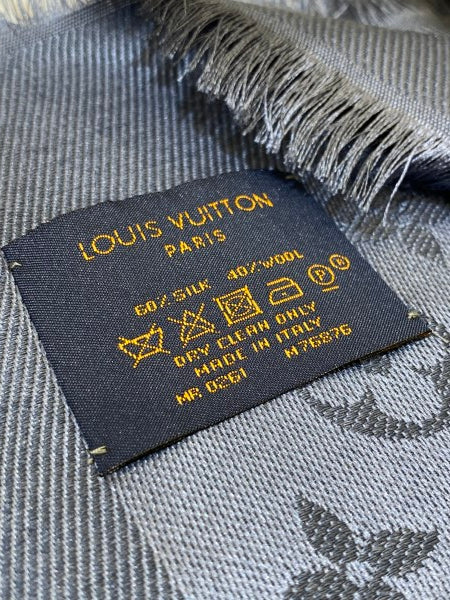 LOUIS VUITTON
PARIS
60% SILK 40% WOOL
P
DRY CLEAN ONLY
MADE IN ITALY M76876
MR 0261